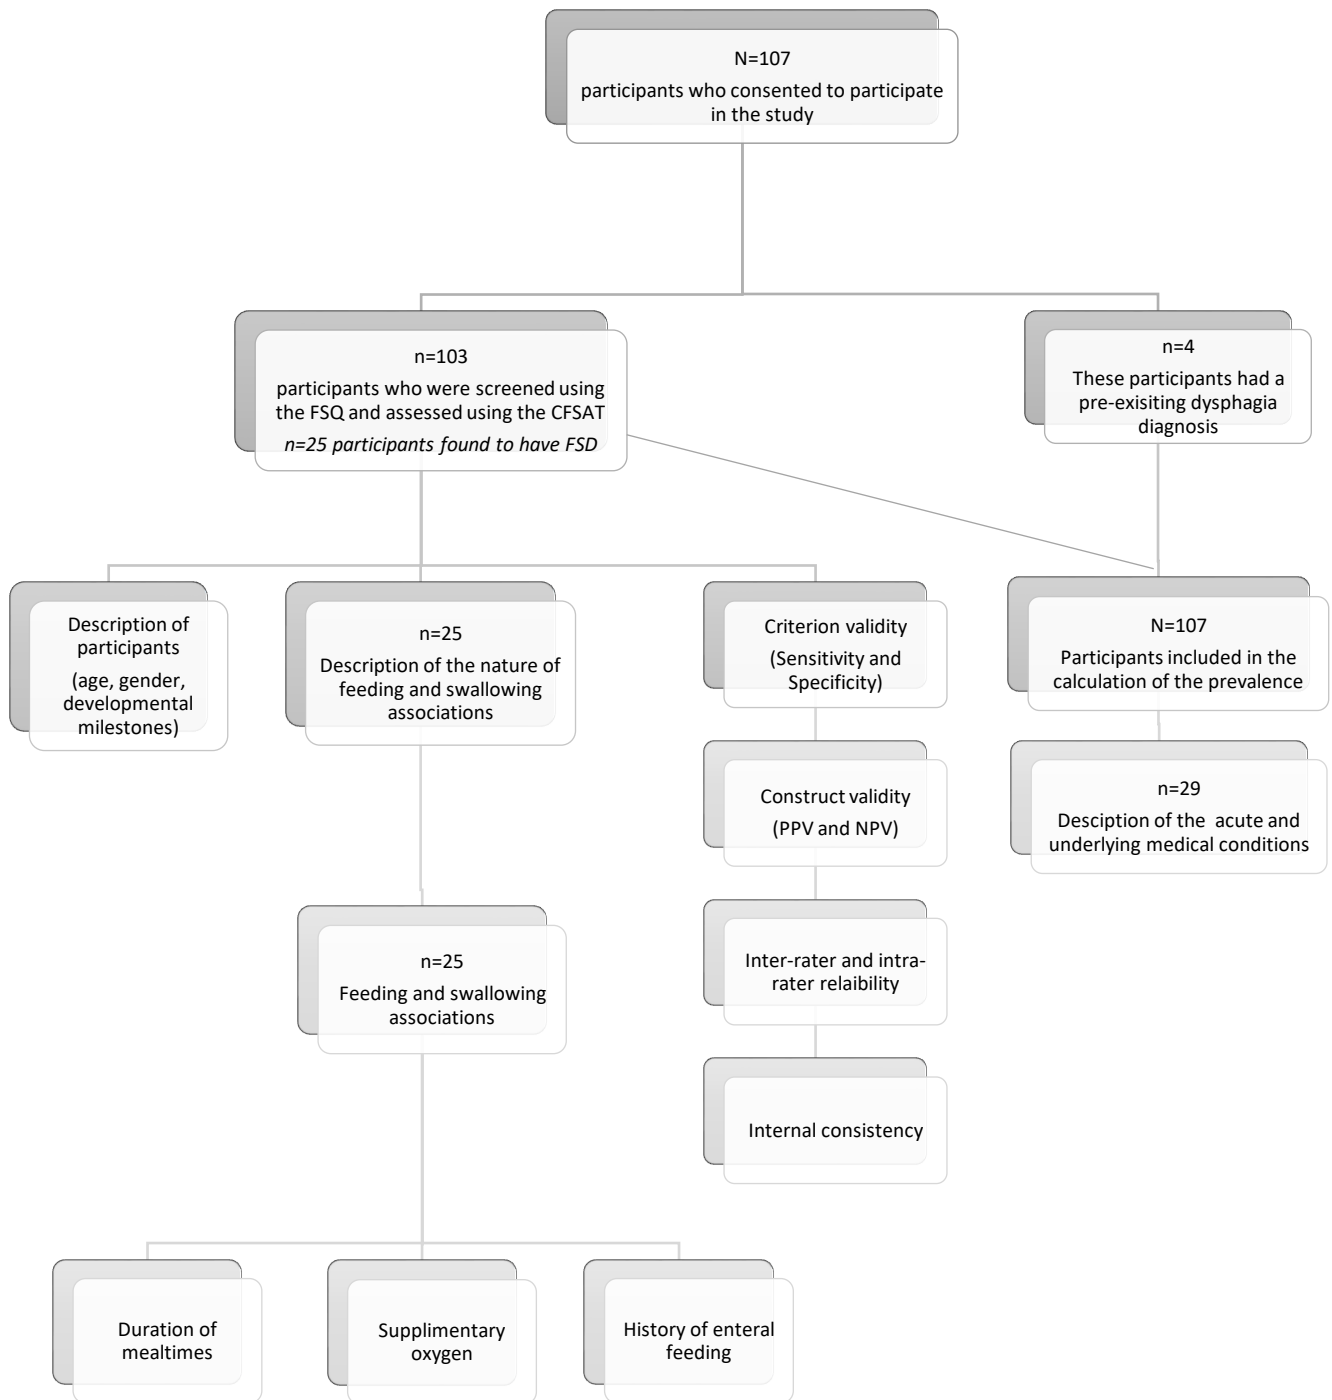 N=107
participants who consented to participate
in the study
n=103
participants who were screened using
the FSQ and assessed using the CFSAT
n=25 participants found to have FSD
n=4
These participants had a
pre-exisiting dysphagia
diagnosis
Description of
participants
(age, gender,
developmental
milestones)
n=25
Description of the nature of
feeding and swallowing
associations
Criterion validity
(Sensitivity and
Specificity)
N=107
Participants included in the
calculation of the prevalence
Construct validity
(PPV and NPV)
n=29
Desciption of the acute and
underlying medical conditions
n=25
Feeding and swallowing
associations
Inter-rater and intra-
rater relaibility
Internal consistency
Duration of
mealtimes
Supplimentary
oxygen
History of enteral
feeding